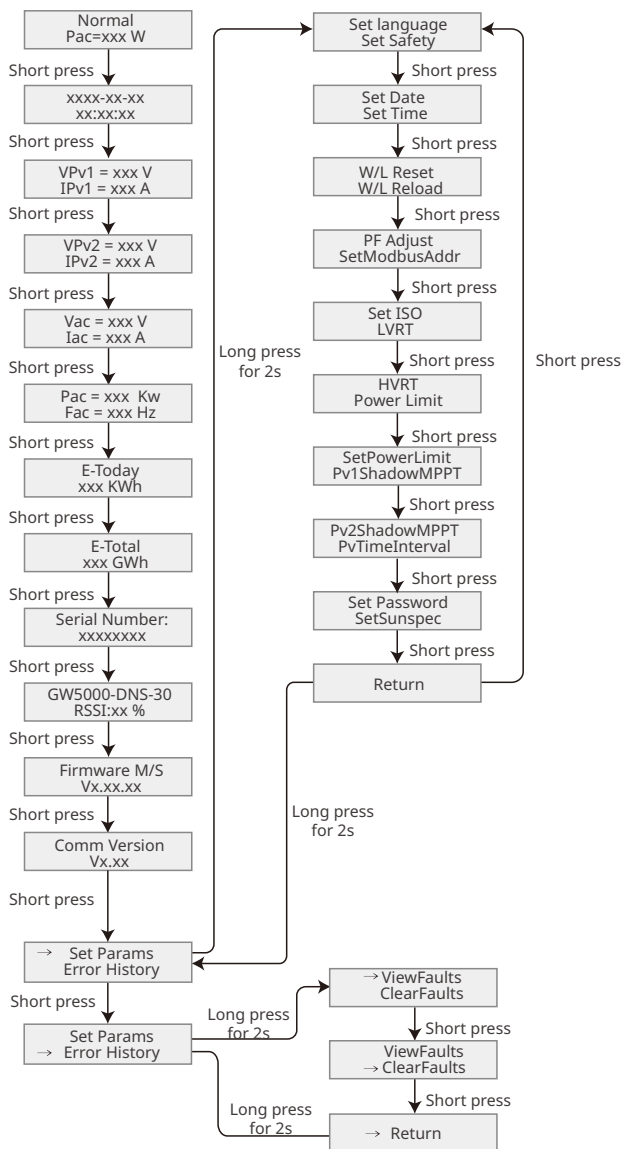 Normal
Pac=xxx W
Short press
xxxx-xx-xx
xx:xx:xx
Short press
VPv1 = xxx V
IPv1 = xxx A
Short press
VPv2 = xxx V
IPv2 = xxx A
Short press
Vac = xxx V
Iac = xxx A
Short press
Pac = xxx Kw
Fac = xxx Hz
Short press
E-Today
xxx KWh
Short press
E-Total
xxx GWh
Short press
Serial Number:
xxxxxxxx
Short press
GW5000-DNS-30
RSSI:xx %
Short press
Firmware M/S
Vx.xx.xx
Short press
Comm Version
Vx.xx
Short press
→ Set Params
Error History
Short press
Set Params
→ Error History
Long press
for 2s
Set language
Set Safety
Short press
Set Date
Set Time
Short press
W/L Reset
W/L Reload
Short press
PF Adjust
SetModbusAddr
Short press
Set ISO
LVRT
Short press
HVRT
Power Limit
Short press
SetPowerLimit
Pv1ShadowMPPT
Short press
Pv2ShadowMPPT
PvTimeInterval
Short press
Set Password
SetSunspec
Short press
Return
Short press
Long press
for 2s
Long press
for 2s
→ ViewFaults
ClearFaults
Short press
ViewFaults
→ ClearFaults
Short press
→ Return
Long press
for 2s